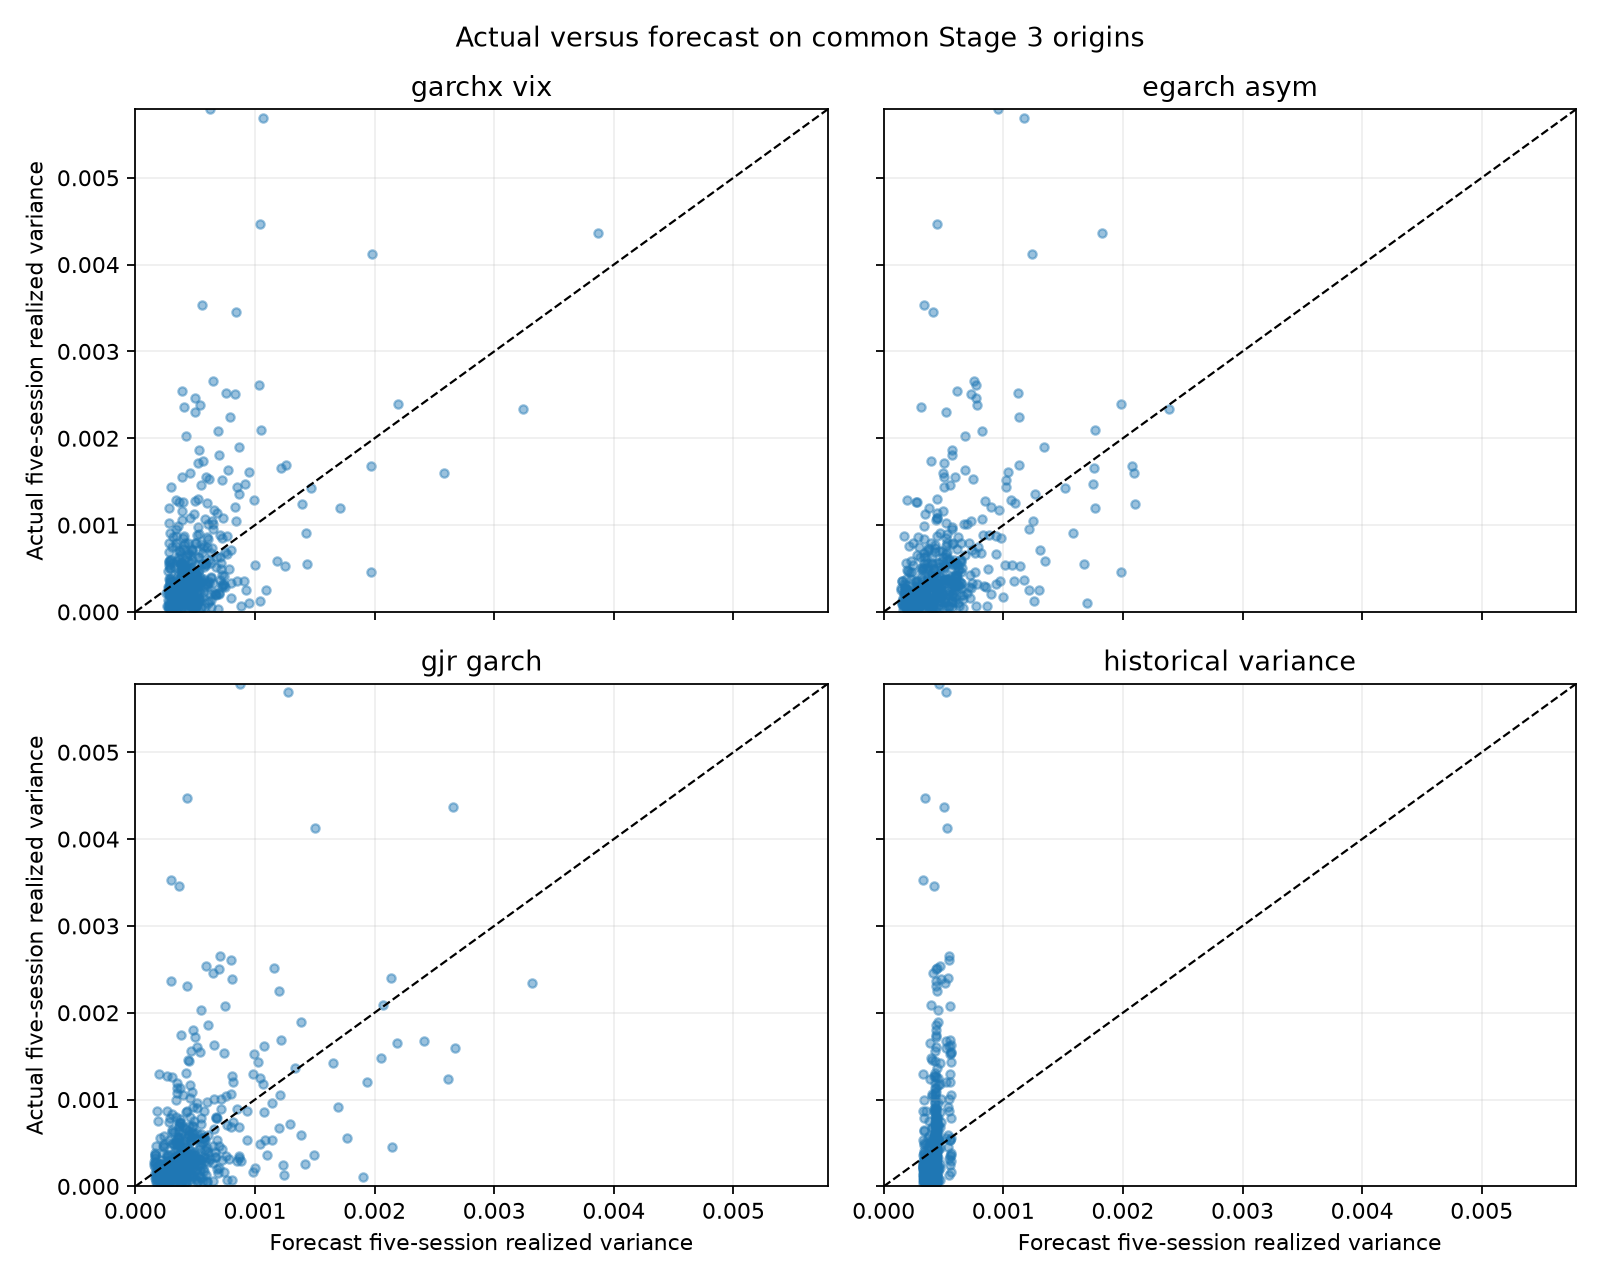 Actual versus forecast on common Stage 3 origins
garchx vix
egarch asym
Actual five-session realized variance
0.005
0.004
0.003
0.002
0.001
0.000
gjr garch
historical variance
Actual five-session realized variance
0.005
0.004
0.003
0.002
0.001
0.000
0.000 0.001 0.002 0.003 0.004 0.005
0.000 0.001 0.002 0.003 0.004 0.005
Forecast five-session realized variance
Forecast five-session realized variance